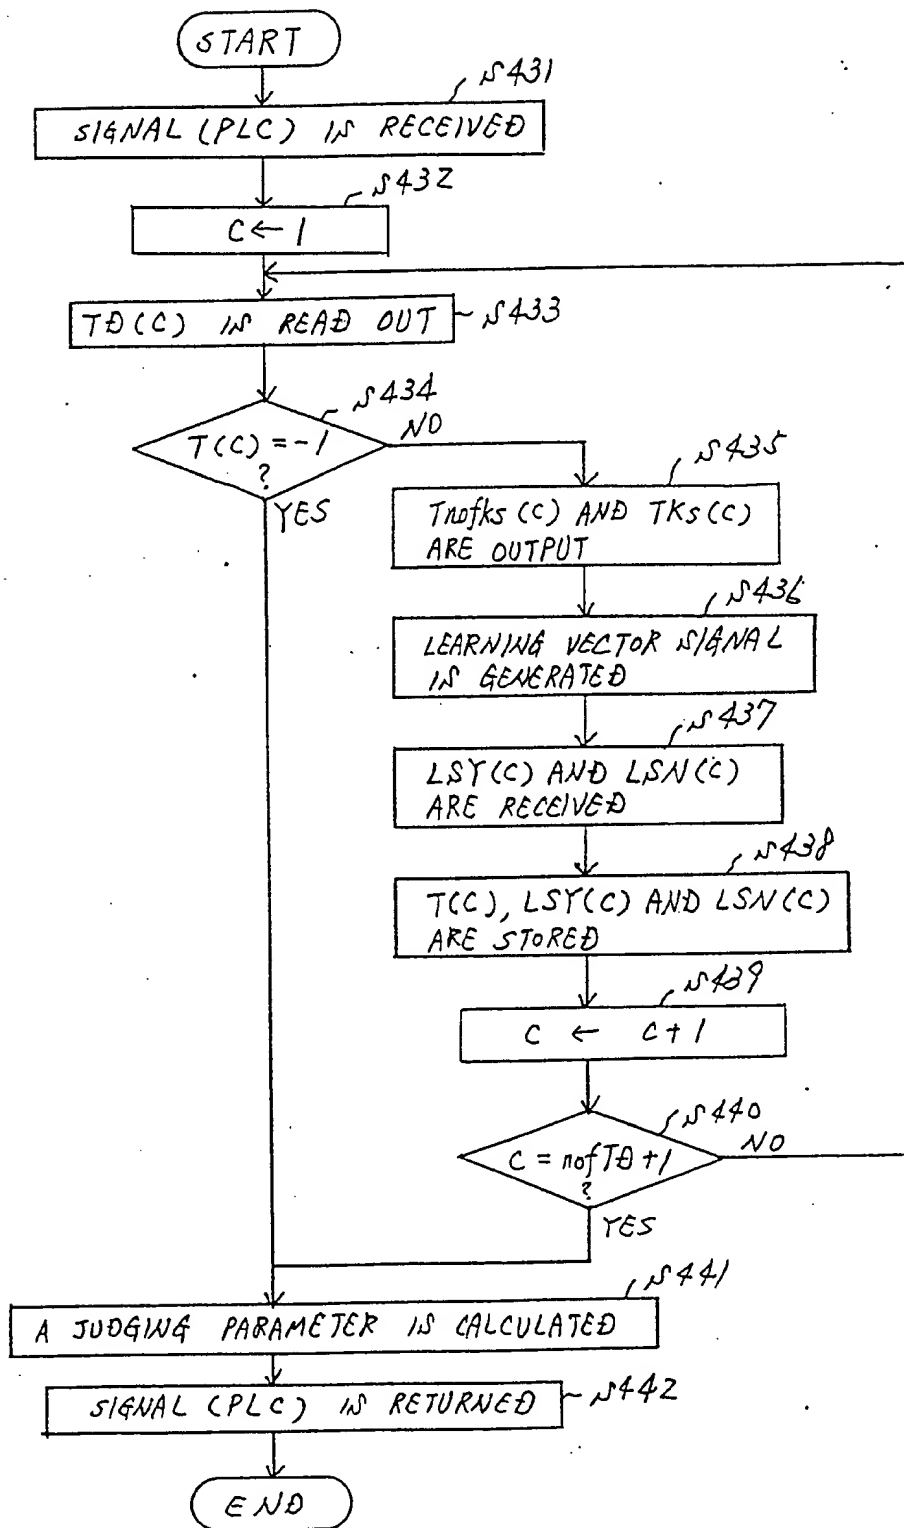 START
S431
SIGNAL (PLC) IS RECEIVED
S432
C ← 1
TD(C) IS READ OUT
S433
S434
T(C) = -1
?
NO
YES
S435
Tnofks(C) AND TKs(C)
ARE OUTPUT
S436
LEARNING VECTOR SIGNAL
IS GENERATED
S437
LSY(C) AND LSN(C)
ARE RECEIVED
S438
T(C), LSY(C) AND LSN(C)
ARE STORED
S439
C ← C+1
S440
C = nofTD+1
?
NO
YES
S441
A JUDGING PARAMETER IS CALCULATED
SIGNAL (PLC) IS RETURNED
S442
END